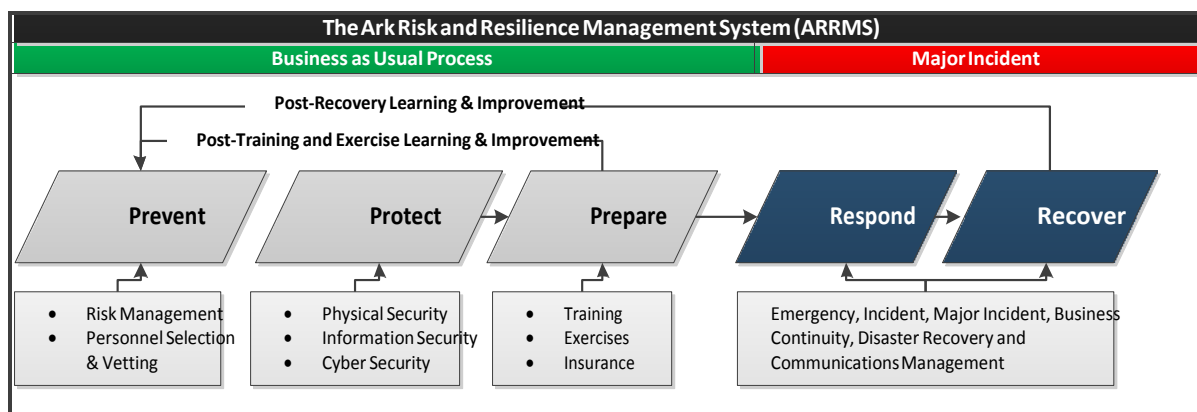 The Ark Risk and Resilience Management System (ARRMS)
Business as Usual Process
Major Incident
Post-Recovery Learning & Improvement
Post-Training and Exercise Learning & Improvement
Prevent
Protect
Prepare
Respond
Recover
• Risk Management
• Personnel Selection
& Vetting
• Physical Security
• Information Security
• Cyber Security
• Training
• Exercises
• Insurance
Emergency, Incident, Major Incident, Business
Continuity, Disaster Recovery and
Communications Management